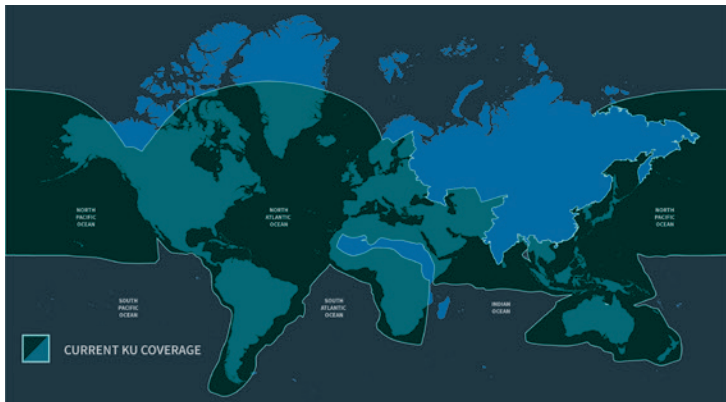 NORTH
PACIFIC
OCEAN
NORTH
ATLANTIC
OCEAN
NORTH
PACIFIC
OCEAN
SOUTH
PACIFIC
OCEAN
SOUTH
ATLANTIC
OCEAN
INDIAN
OCEAN
CURRENT KU COVERAGE